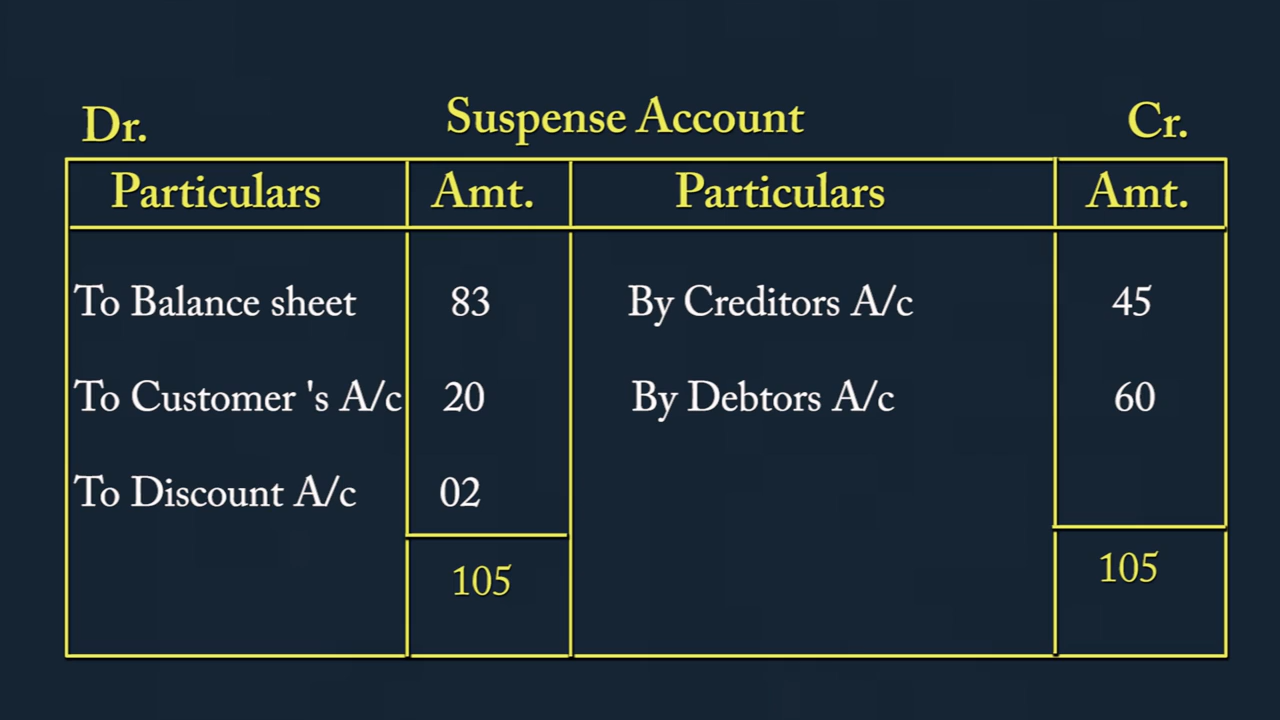 Dr. Suspense Account Cr.
Particulars Amt. Particulars Amt.
To Balance sheet 83 By Creditors A/c 45
To Customer 's A/c 20 By Debtors A/c 60
To Discount A/c 02
105 105